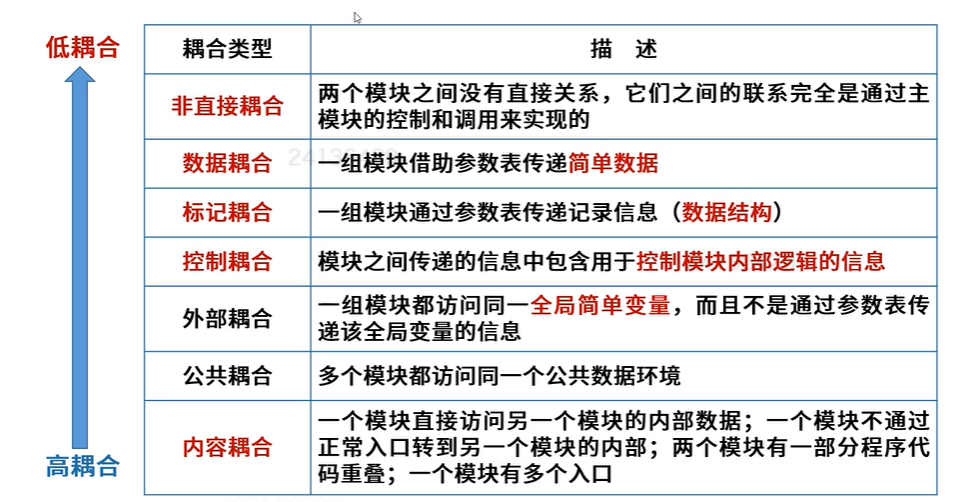 低耦合
耦合类型 描 述
非直接耦合 两个模块之间没有直接关系，它们之间的联系完全是通过主
模块的控制和调用来实现的
数据耦合 一组模块借助参数表传递简单数据
标记耦合 一组模块通过参数表传递记录信息（数据结构）
控制耦合 模块之间传递的信息中包含用于控制模块内部逻辑的信息
外部耦合 一组模块都访问同一全局简单变量，而且不是通过参数表传
递该全局变量的信息
公共耦合 多个模块都访问同一个公共数据环境
内容耦合 一个模块直接访问另一个模块的内部数据；一个模块不通过
正常入口转到另一个模块的内部；两个模块有一部分程序代
码重叠；一个模块有多个入口
高耦合